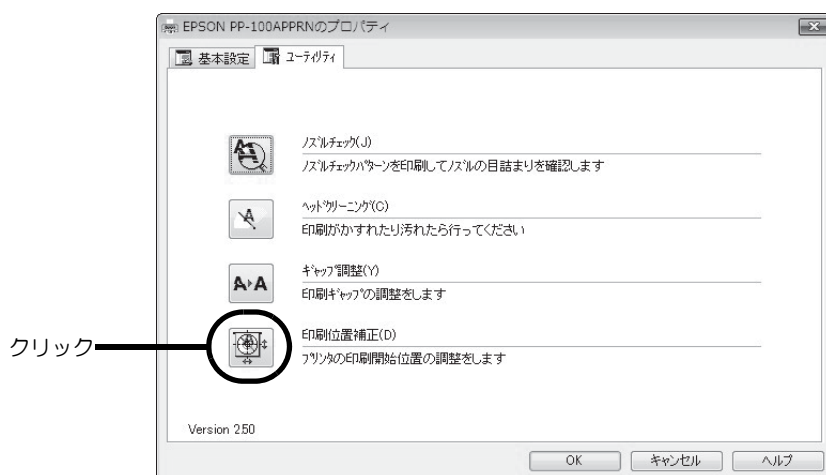 EPSON PP-100APPRNのプロパティ
基本設定 ユーティリティ
ノズルチェック(J)
ノズルチェックパターンを印刷してノズルの目詰まりを確認します
ヘッドクリーニング(C)
印刷がかすれたり汚れたら行ってください
ギャップ調整(Y)
印刷ギャップの調整をします
印刷位置補正(D)
プリンタの印刷開始位置の調整をします
クリック
Version 2.50
OK キャンセル ヘルプ